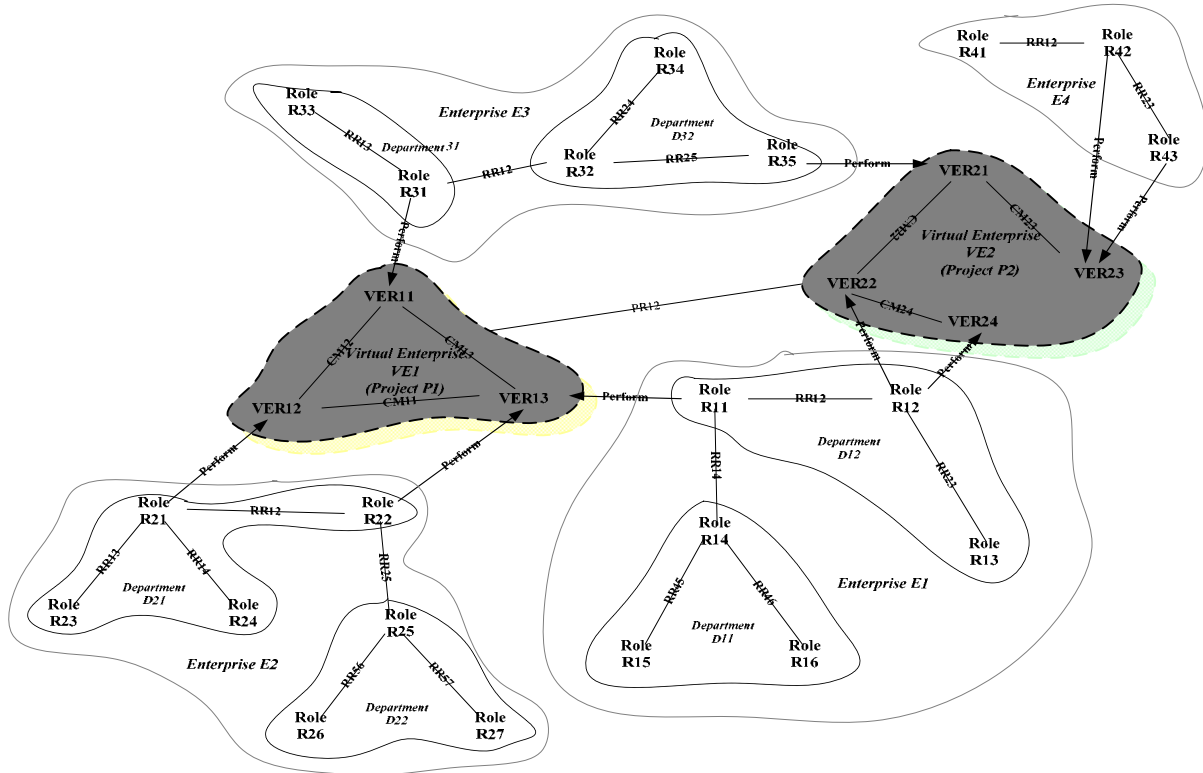 Role
R41
RR12
Role
R42
Enterprise
E4
RR23
Role
R43
Perform
Perform
Role
R34
Role
R33
Enterprise E3
RR24
Department
D32
RR13
Department 31
Role
R32
RR25
Role
R35
Perform
Role
R31
RR12
Perform
VER21
CM22
CM23
Virtual Enterprise
VE2
(Project P2)
VER23
VER22
CM24
VER24
PR12
VER11
CM12
Virtual Enterprise
VE1
(Project P1)
VER12
CM11
VER13
Perform
Perform
Perform
Role
R11
RR12
Role
R12
Department
D12
RR14
RR23
Role
R13
Perform
Perform
Role
R21
RR12
Role
R22
RR13
RR14
Department
D21
Role
R23
Role
R24
RR25
Role
R25
Enterprise E2
RR56
RR57
Department
D22
Role
R26
Role
R27
Role
R14
Enterprise E1
RR45
RR46
Department
D11
Role
R15
Role
R16